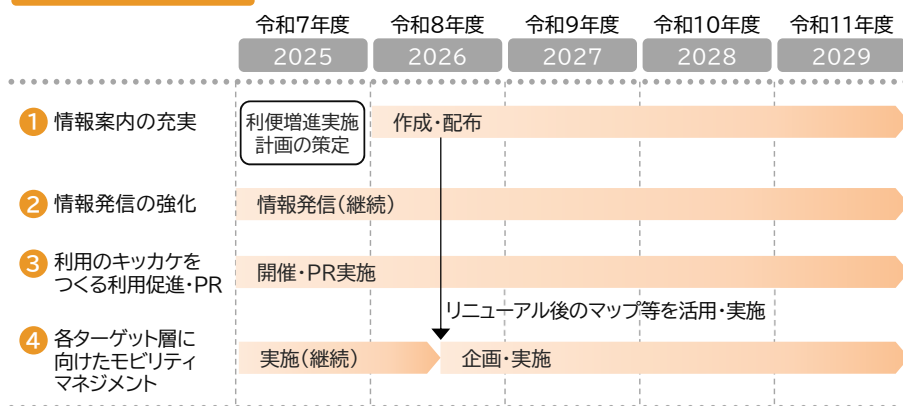 令和7年度 令和8年度 令和9年度 令和10年度 令和11年度
2025 2026 2027 2028 2029
1 情報案内の充実
利便増進実施
計画の策定
作成・配布
2 情報発信の強化
情報発信(継続)
3 利用のキッカケを
つくる利用促進・PR
開催・PR実施
リニューアル後のマップ等を活用・実施
4 各ターゲット層に
向けたモビリティ
マネジメント
実施(継続)
企画・実施